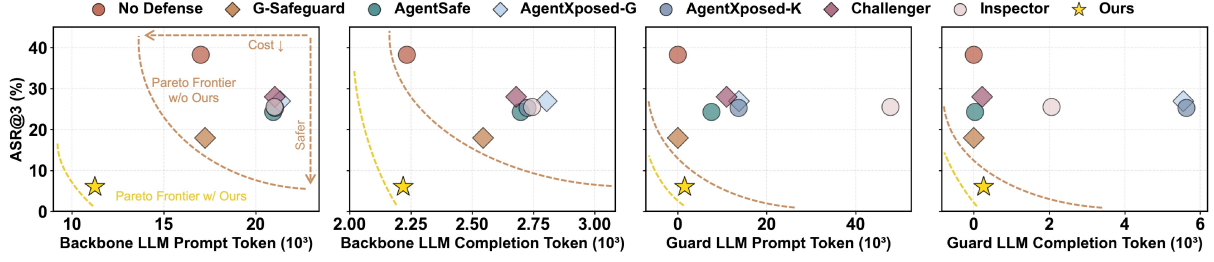 No Defense G-Safeguard AgentSafe AgentXposed-G AgentXposed-K Challenger Inspector Ours
ASR@3 (%)
40
30
20
10
0
Cost ↓
Pareto Frontier
w/o Ours
Safer
Pareto Frontier w/ Ours
10 15 20
Backbone LLM Prompt Token (10³)
2.00 2.25 2.50 2.75 3.00
Backbone LLM Completion Token (10³)
0 20 40
Guard LLM Prompt Token (10³)
0 2 4 6
Guard LLM Completion Token (10³)